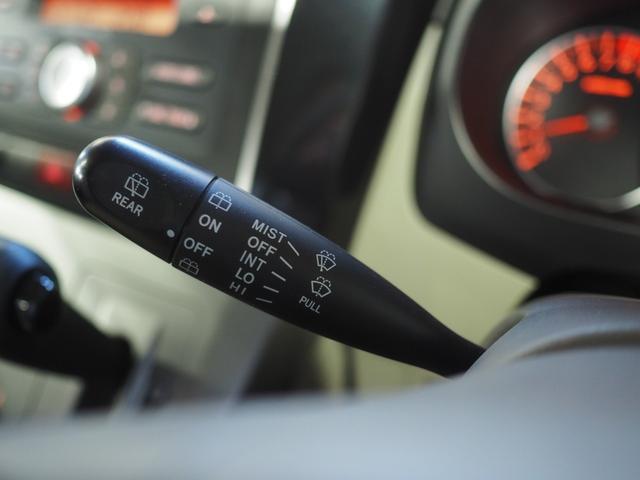 REAR
ON
OFF
MIST
OFF
INT
LO
HI
PULL